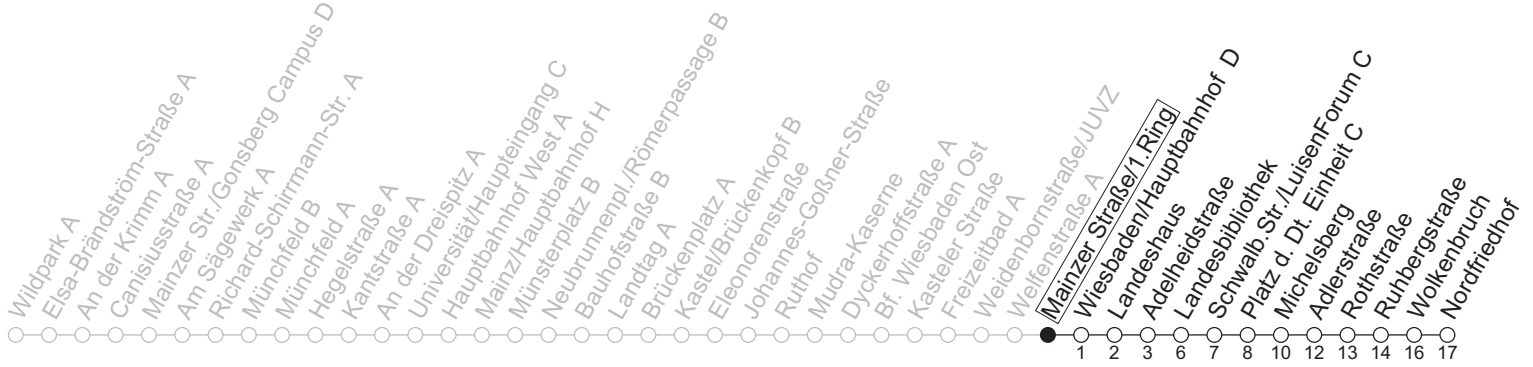 Wildpark A
Elsa-Brändström-Straße A
An der Krimm A
Canisiusstraße A
Mainzer Str./Gonsberg Campus D
Am Sägewerk A
Richard-Schirrmann-Str. A
Münchfeld B
Münchfeld A
Hegelstraße A
Kantstraße A
An der Dreispitz A
Universität/Haupteingang C
Hauptbahnhof West A
Mainz/Hauptbahnhof H
Münsterplatz B
Neubrunnenpl./Römerpassage B
Bauhofstraße B
Landtag A
Brückenplatz A
Kastel/Brückenkopf B
Eleonorenstraße
Johannes-Goßner-Straße
Ruthof
Mudra-Kaserne
Dyckerhoffstraße A
Bf. Wiesbaden Ost
Kasteler Straße
Freizeitbad A
Weidenbornstraße/JUVZ
Welfenstraße A
Mainzer Straße/1.Ring
Wiesbaden/Hauptbahnhof D
Landeshaus
Adelheidstraße
Landesbibliothek
Schwalb. Str./LuisenForum C
Platz d. Dt. Einheit C
Michelsberg
Adlerstraße
Rothstraße
Ruhbergstraße
Wolkenbruch
Nordfriedhof
1 2 3 6 7 8 10 12 13 14 16 17